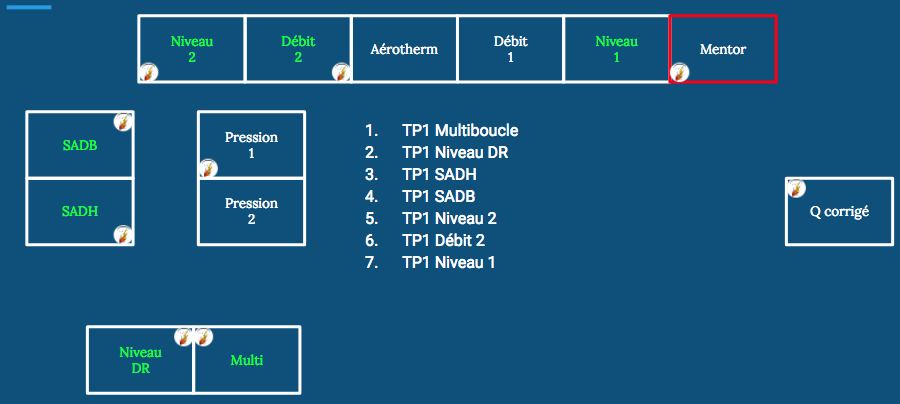 Niveau
2
Débit
2
Aérotherm
Débit
1
Niveau
1
Mentor
SADB
SADH
Pression
1
Pression
2
1. TP1 Multiboucle
2. TP1 Niveau DR
3. TP1 SADH
4. TP1 SADB
5. TP1 Niveau 2
6. TP1 Débit 2
7. TP1 Niveau 1
Q corrigé
Niveau
DR
Multi